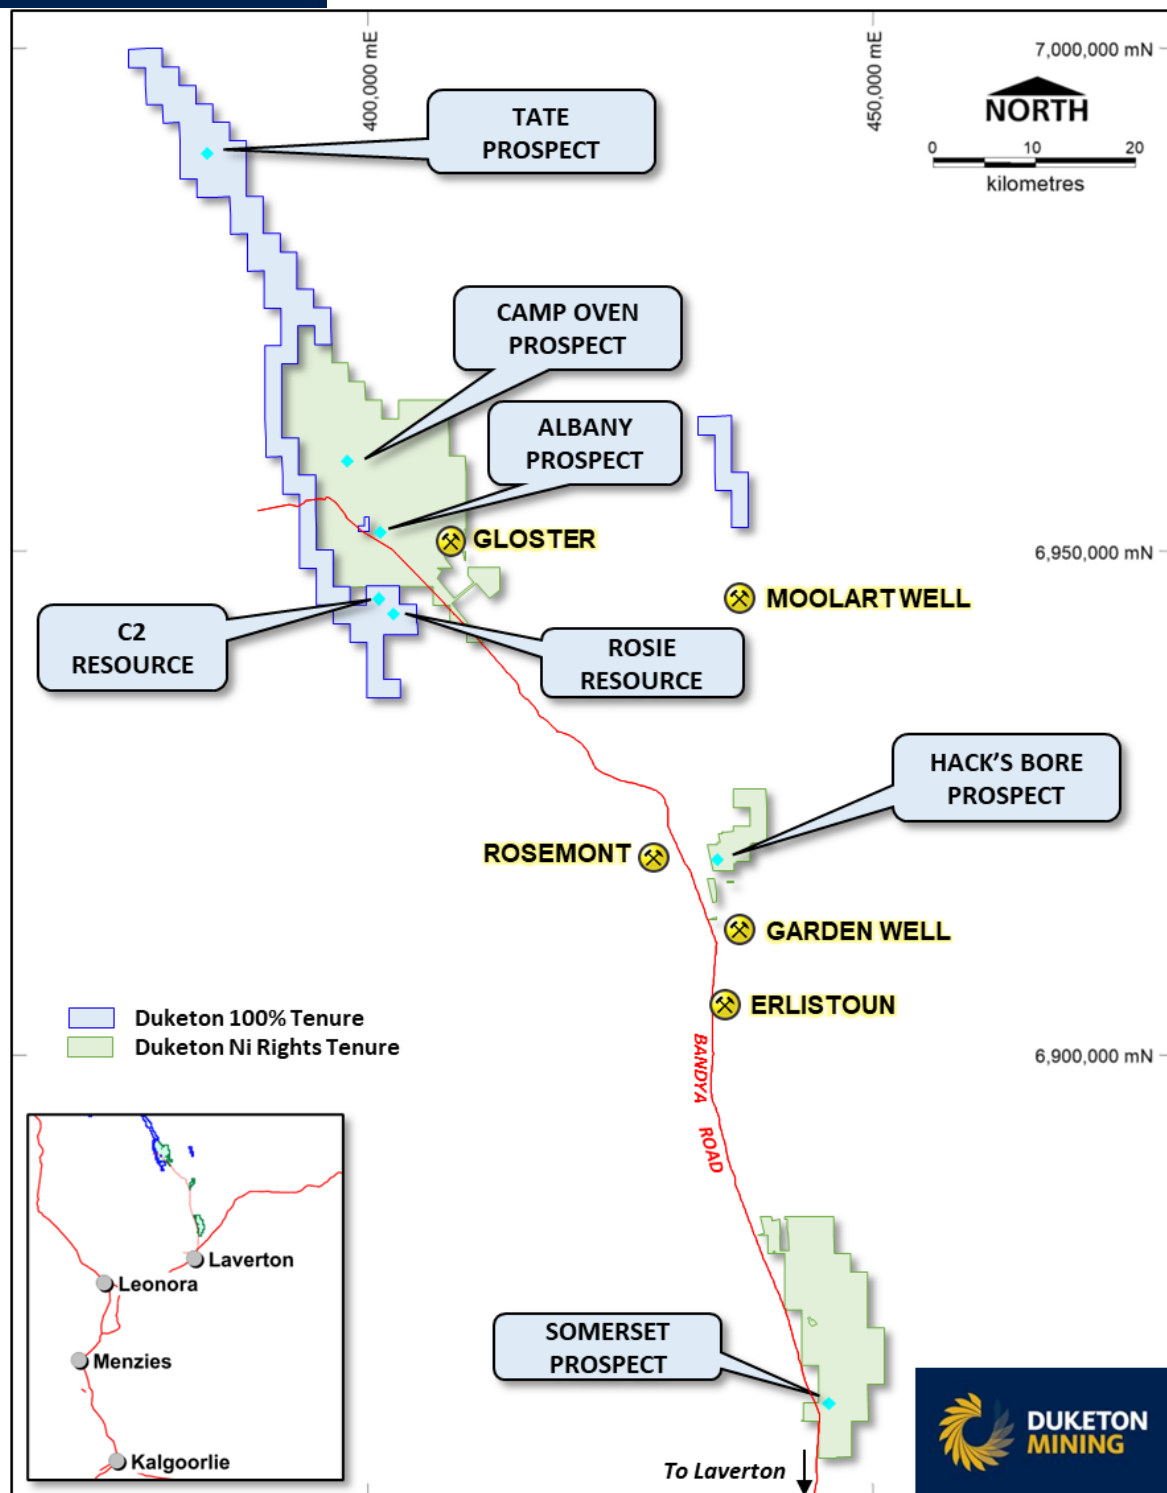 400,000 mE
450,000 mE
7,000,000 mN
NORTH
0 10 20
kilometres
TATE
PROSPECT
CAMP OVEN
PROSPECT
ALBANY
PROSPECT
GLOSTER
6,950,000 mN
MOOLART WELL
C2
RESOURCE
ROSIE
RESOURCE
HACK'S BORE
PROSPECT
ROSEMONT
GARDEN WELL
ERLISTOUN
Duketon 100% Tenure
Duketon Ni Rights Tenure
6,900,000 mN
BANDYA
ROAD
Laverton
Leonora
Menzies
Kalgoorlie
SOMERSET
PROSPECT
To Laverton
DUKETON
MINING